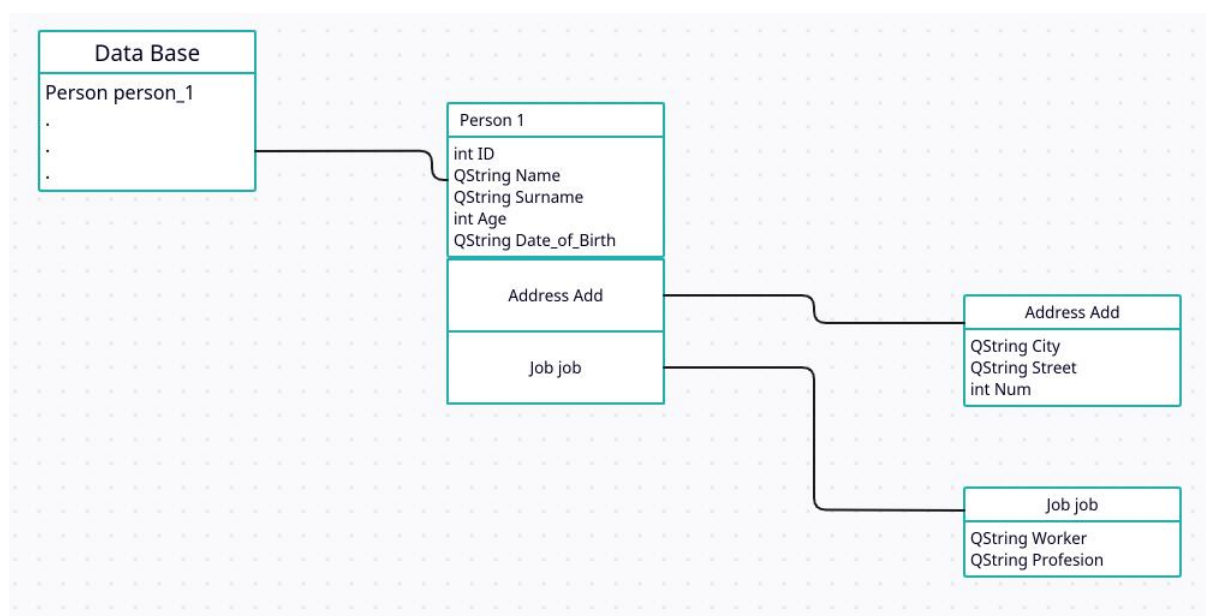 Data Base
Person person_1
.
.
.
Person 1
int ID
QString Name
QString Surname
int Age
QString Date_of_Birth
Address Add
Job job
Address Add
QString City
QString Street
int Num
Job job
QString Worker
QString Profesion